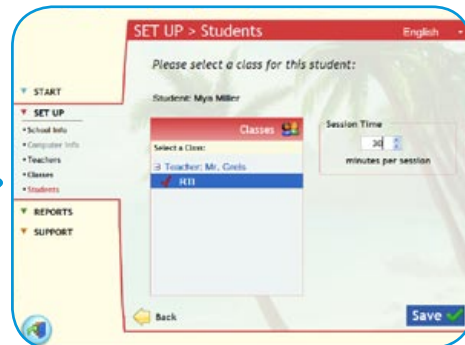 SET UP > Students
English
Please select a class for this student:
Student: Mya Miller
START
SET UP
• School Info
• Computer Info
• Teachers
• Classes
• Students
REPORTS
SUPPORT
Classes
Select a Class:
Teacher: Mr. Greis
RTI
Session Time
30
minutes per session
Back
Save